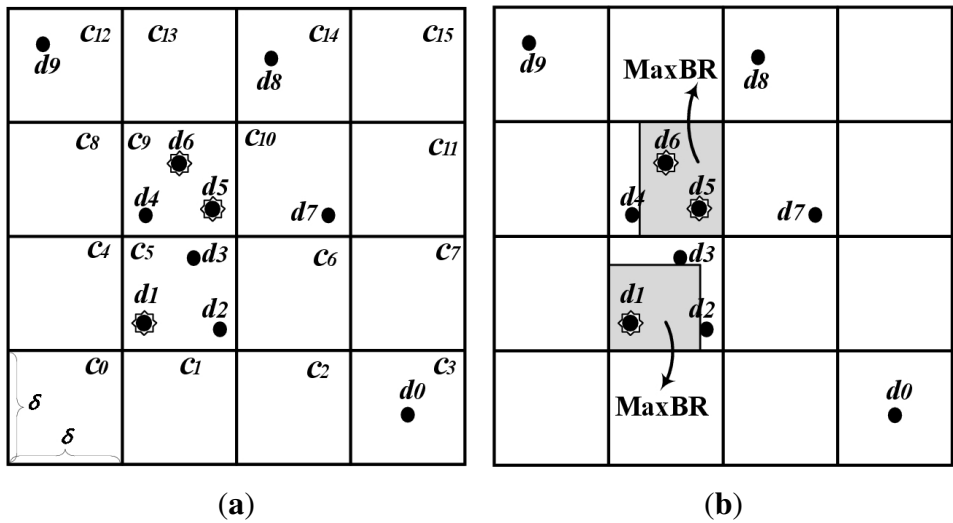 c12 c13 c14 c15
d9 d8
c8 c9 d6 c10 c11
d4 d5 d7
c4 c5 d3 c6 c7
d1 d2
c0 c1 c2 c3
δ d0
δ
(a)
d9 MaxBR d8
d6
d4 d5 d7
d3
d1 d2
MaxBR d0
(b)